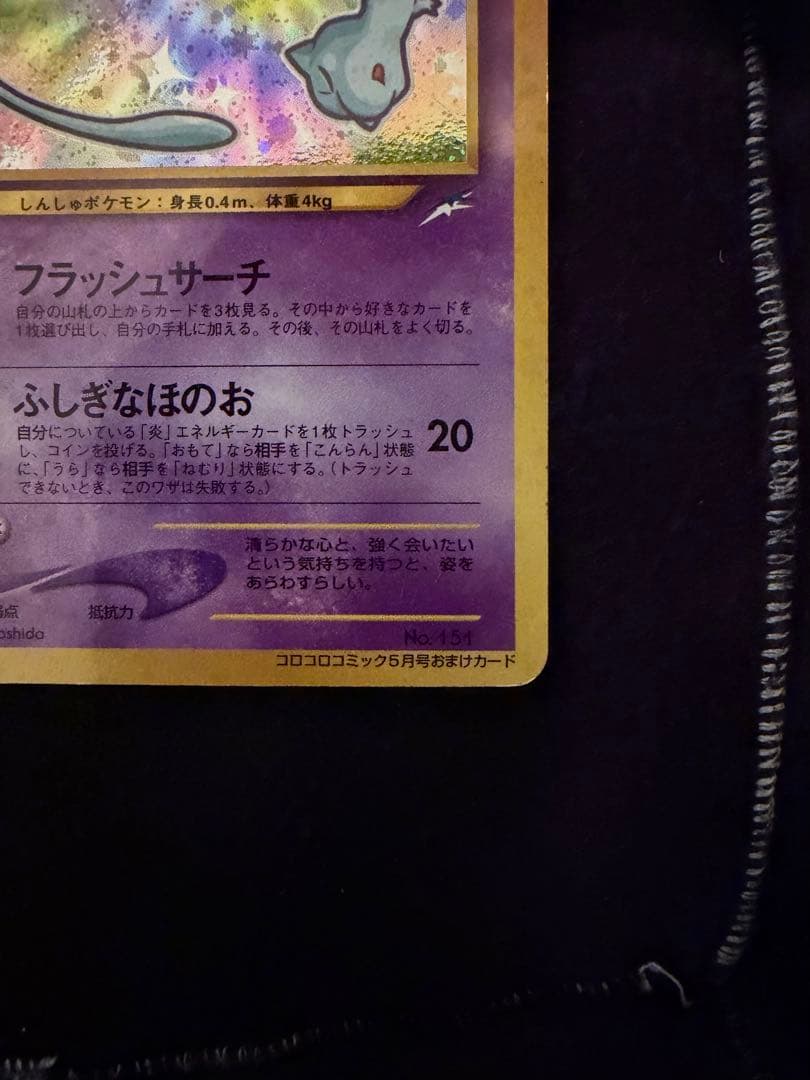 しんしゅポケモン：身長0.4m、体重4kg
フラッシュサーチ
自分の山札の上からカードを3枚見る。その中から好きなカードを
1枚選び出し、自分の手札に加える。その後、その山札をよく切る。
ふしぎなほのお
20
自分についている「炎」エネルギーカードを1枚トラッシュ
し、コインを投げる。「おもて」なら相手を「こんらん」状態
に、「うら」なら相手を「ねむり」状態にする。（トラッシュ
できないとき、このワザは失敗する。）
清らかな心と、強く会いたい
という気持ちを持つと、姿を
あらわすらしい。
点 抵抗力
oshida
No. 151
コロコロコミック5月号おまけカード